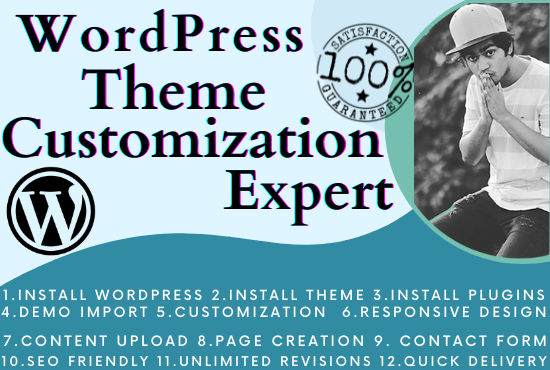 WordPress
Theme
Customization
Expert
SATISFACTION
100%
GUARANTEED
1.INSTALL WORDPRESS 2.INSTALL THEME 3.INSTALL PLUGINS
4.DEMO IMPORT 5.CUSTOMIZATION 6.RESPONSIVE DESIGN
7.CONTENT UPLOAD 8.PAGE CREATION 9. CONTACT FORM
10.SEO FRIENDLY 11.UNLIMITED REVISIONS 12.QUICK DELIVERY